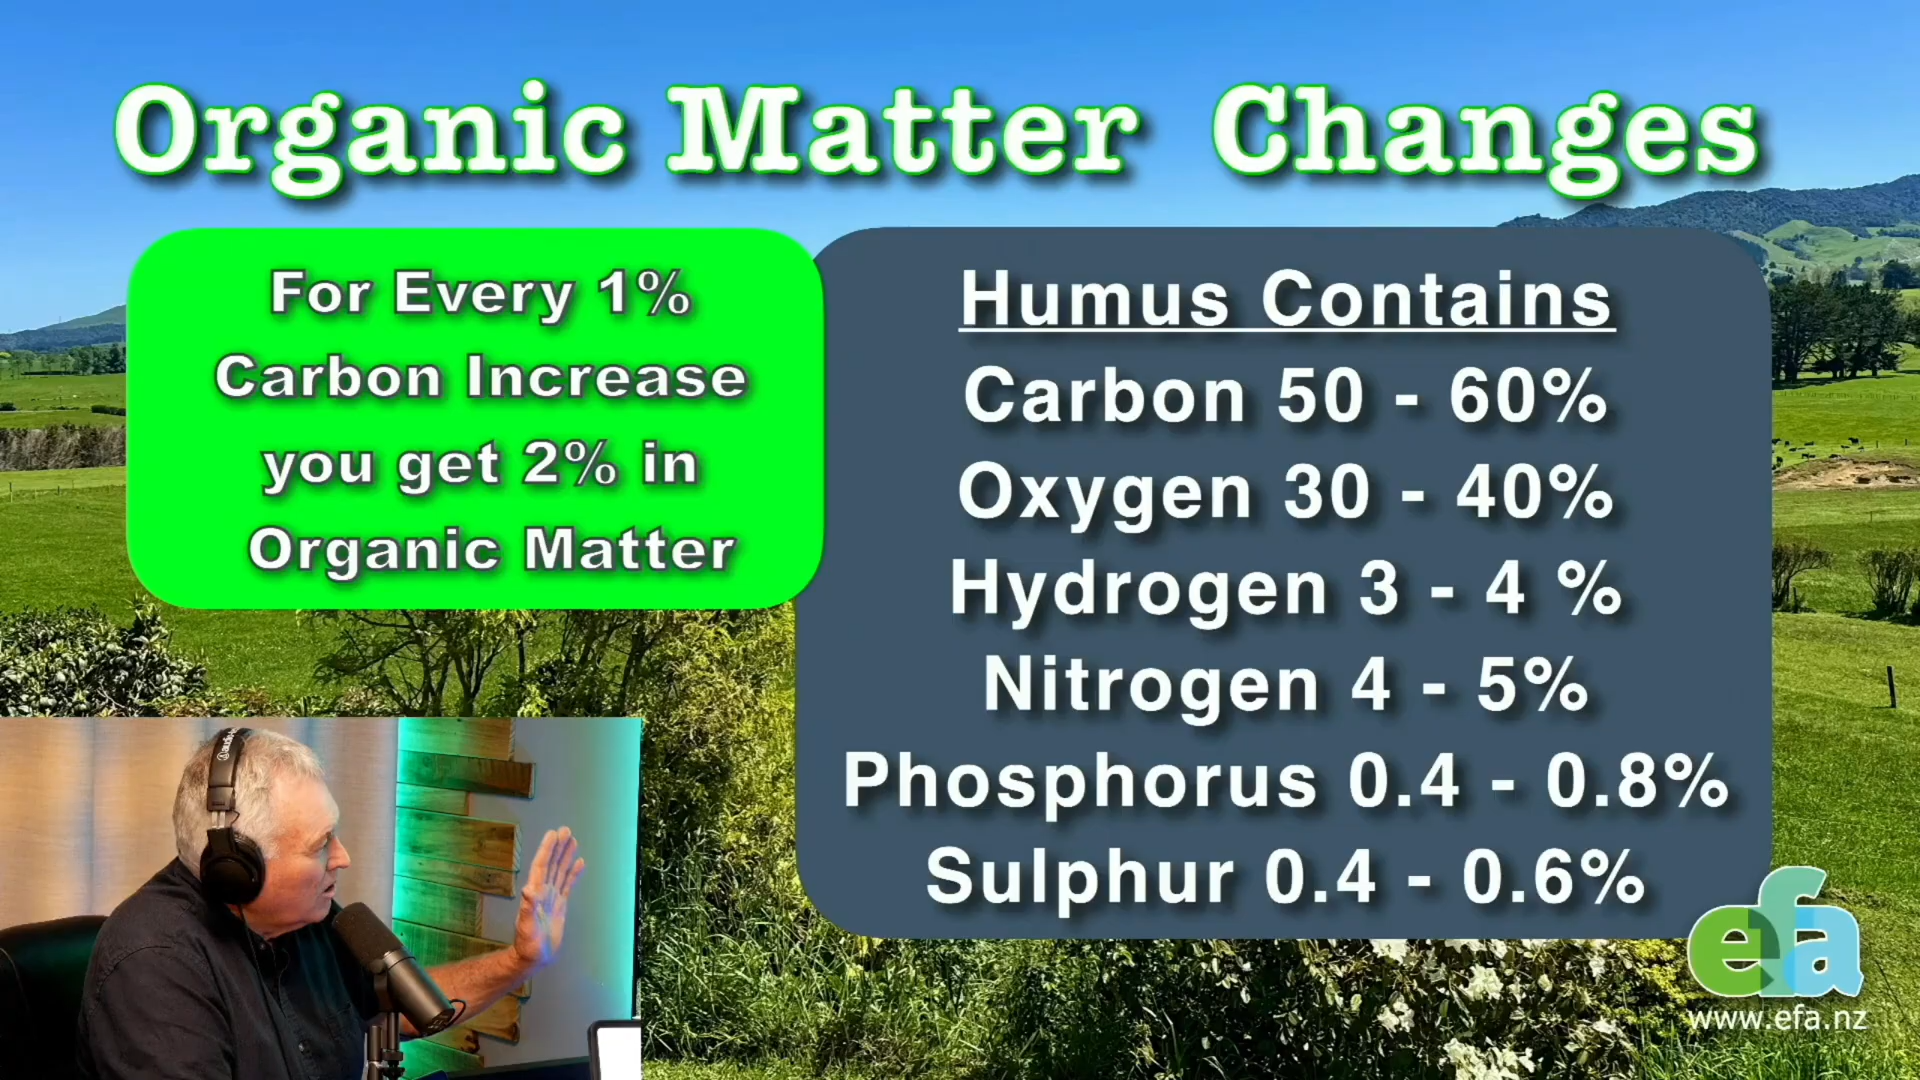 Organic Matter Changes
For Every 1%
Carbon Increase
you get 2% in
Organic Matter
Humus Contains
Carbon 50 - 60%
Oxygen 30 - 40%
Hydrogen 3 - 4 %
Nitrogen 4 - 5%
Phosphorus 0.4 - 0.8%
Sulphur 0.4 - 0.6%
efa
www.efa.nz